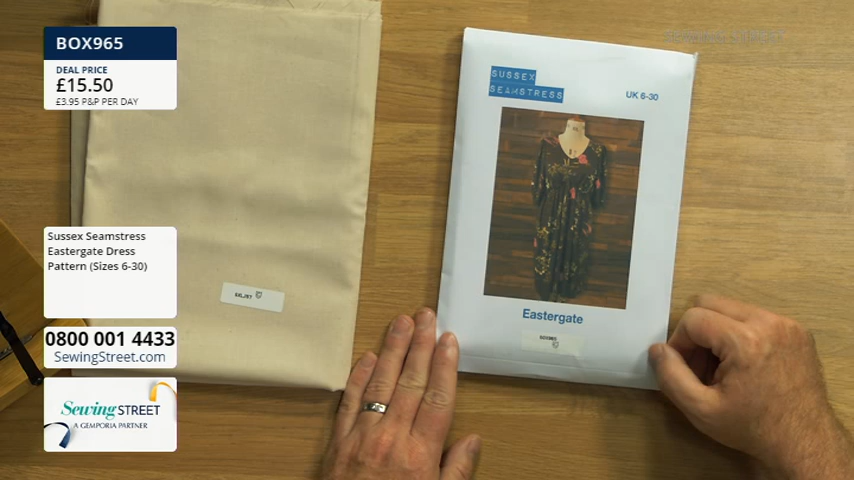 BOX965
DEAL PRICE
£15.50
£3.95 P&P PER DAY
Sussex Seamstress
Eastergate Dress
Pattern (Sizes 6-30)
0800 001 4433
SewingStreet.com
Sewing STREET
A GEMPORIA PARTNER
SEWING STREET
SUSSEX
SEAMSTRESS
UK 6-30
Eastergate
BOX965